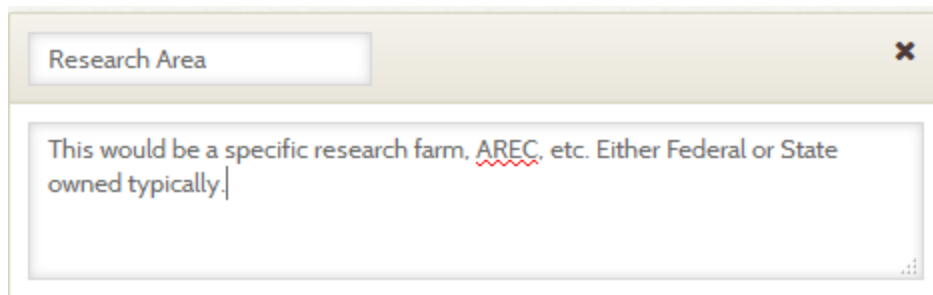 Research Area
This would be a specific research farm, AREC, etc. Either Federal or State
owned typically.